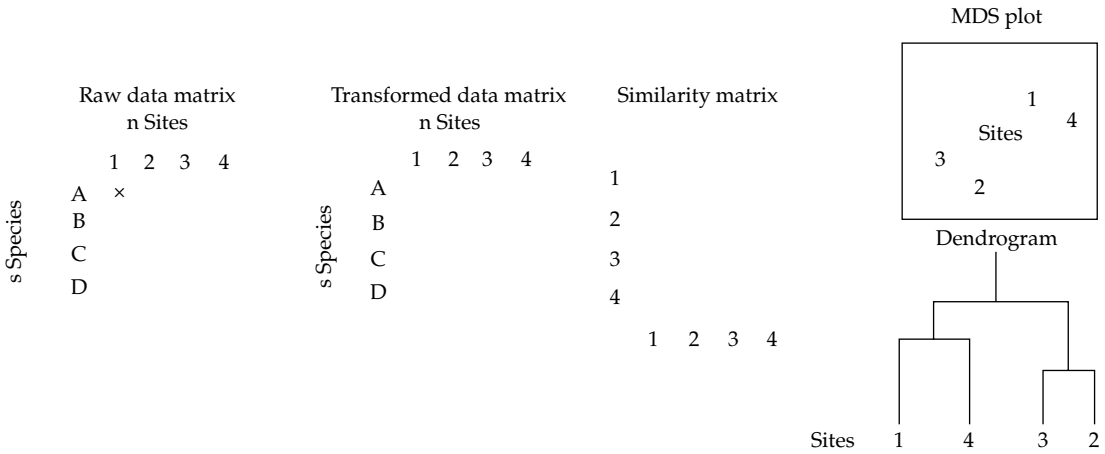 Raw data matrix
n Sites
1 2 3 4
s Species
A ×
B
C
D
Transformed data matrix
n Sites
1 2 3 4
s Species
A
B
C
D
Similarity matrix
1
2
3
4
1 2 3 4
MDS plot
1
4
Sites
3
2
Dendrogram
Sites 1 4 3 2